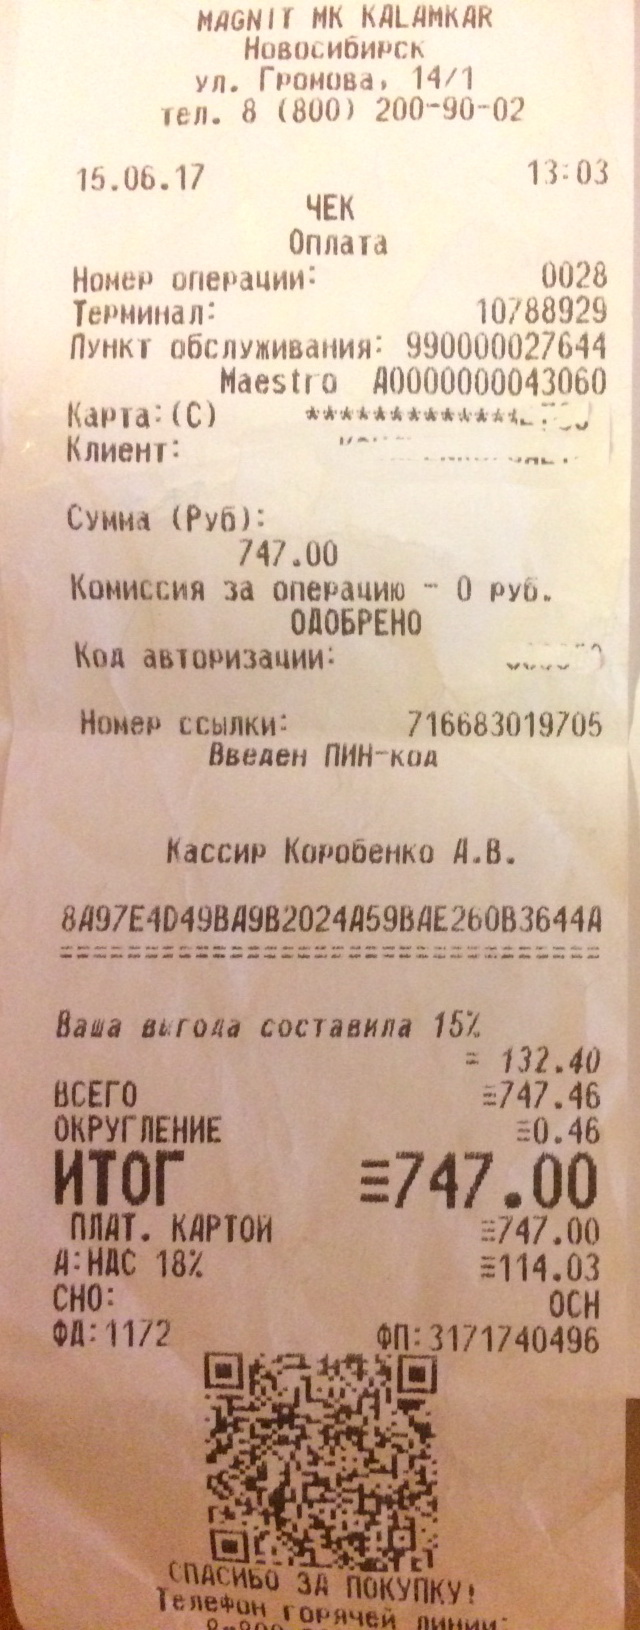 MAGNIT MK KALAMKAR
Новосибирск
ул. Громова, 14/1
тел. 8 (800) 200-90-02
15.06.17 13:03
ЧЕК
Оплата
Номер операции: 0028
Терминал: 10788929
Пункт обслуживания: 990000027644
Maestro A0000000043060
Карта:(С)
Клиент:
Сумма (Руб):
747.00
Комиссия за операцию - 0 руб.
ОДОБРЕНО
Код авторизации:
Номер ссылки: 716683019705
Введен ПИН-код
Кассир Коробенко А.В.
8A97E4D49BA9B2024A59BAE260B3644A
================================
Ваша выгода составила 15%
= 132.40
ВСЕГО ≡747.46
ОКРУГЛЕНИЕ ≡0.46
ИТОГ ≡747.00
ПЛАТ. КАРТОЙ ≡747.00
А:НДС 18% ≡114.03
СНО: ОСН
ФД:1172 ФП:3171740496
СПАСИБО ЗА ПОКУПКУ!
Телефон горячей линии: